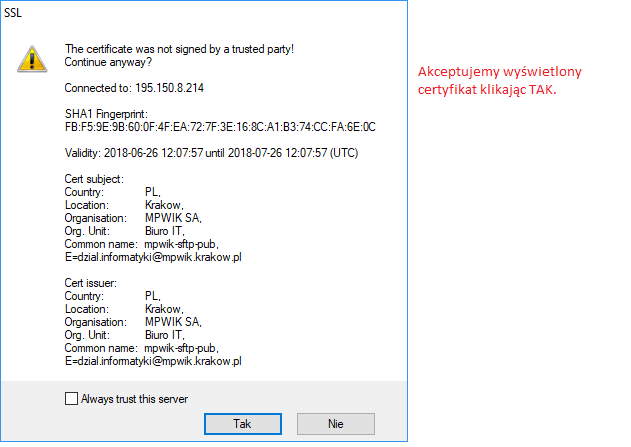 SSL
The certificate was not signed by a trusted party!
Continue anyway?
Connected to: 195.150.8.214
SHA1 Fingerprint:
FB:F5:9E:9B:60:0F:4F:EA:72:7F:3E:16:8C:A1:B3:74:CC:FA:6E:0C
Validity: 2018-06-26 12:07:57 until 2018-07-26 12:07:57 (UTC)
Cert subject:
Country: PL,
Location: Krakow,
Organisation: MPWIK SA,
Org. Unit: Biuro IT,
Common name: mpwik-sftp-pub,
E=dzial.informatyki@mpwik.krakow.pl
Cert issuer:
Country: PL,
Location: Krakow,
Organisation: MPWIK SA,
Org. Unit: Biuro IT,
Common name: mpwik-sftp-pub,
E=dzial.informatyki@mpwik.krakow.pl
Always trust this server
Tak Nie
Akceptujemy wyświetlony
certyfikat klikając TAK.